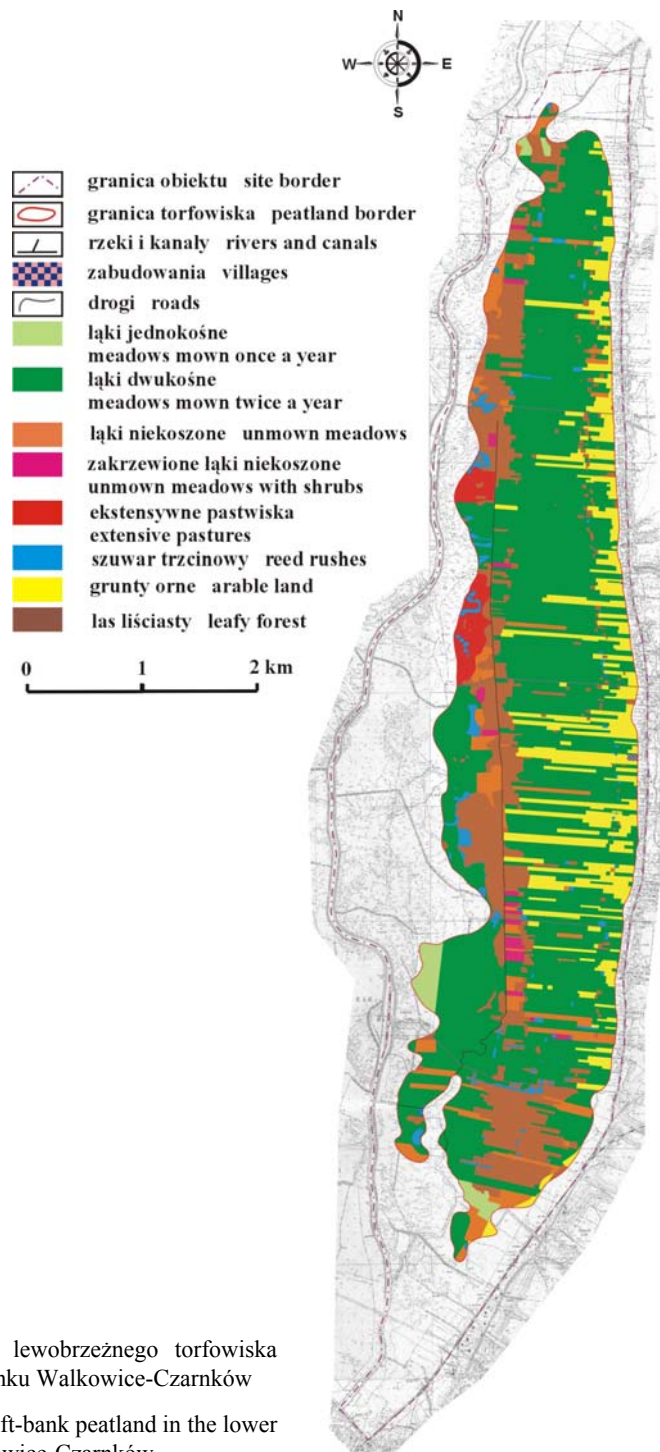 N
W E
S
granica obiektu site border
granica torfowiska peatland border
rzeki i kanały rivers and canals
zabudowania villages
drogi roads
łąki jednokośne
meadows mown once a year
łąki dwukośne
meadows mown twice a year
łąki niekoszone unmown meadows
zakrzewione łąki niekoszone
unmown meadows with shrubs
ekstensywne pastwiska
extensive pastures
szuwar trzcinowy reed rushes
grunty orne arable land
las liściasty leafy forest
0 1 2 km
lewobrzeżnego torfowiska
nku Walkowice-Czarnków
ft-bank peatland in the lower
wice-Czarnków